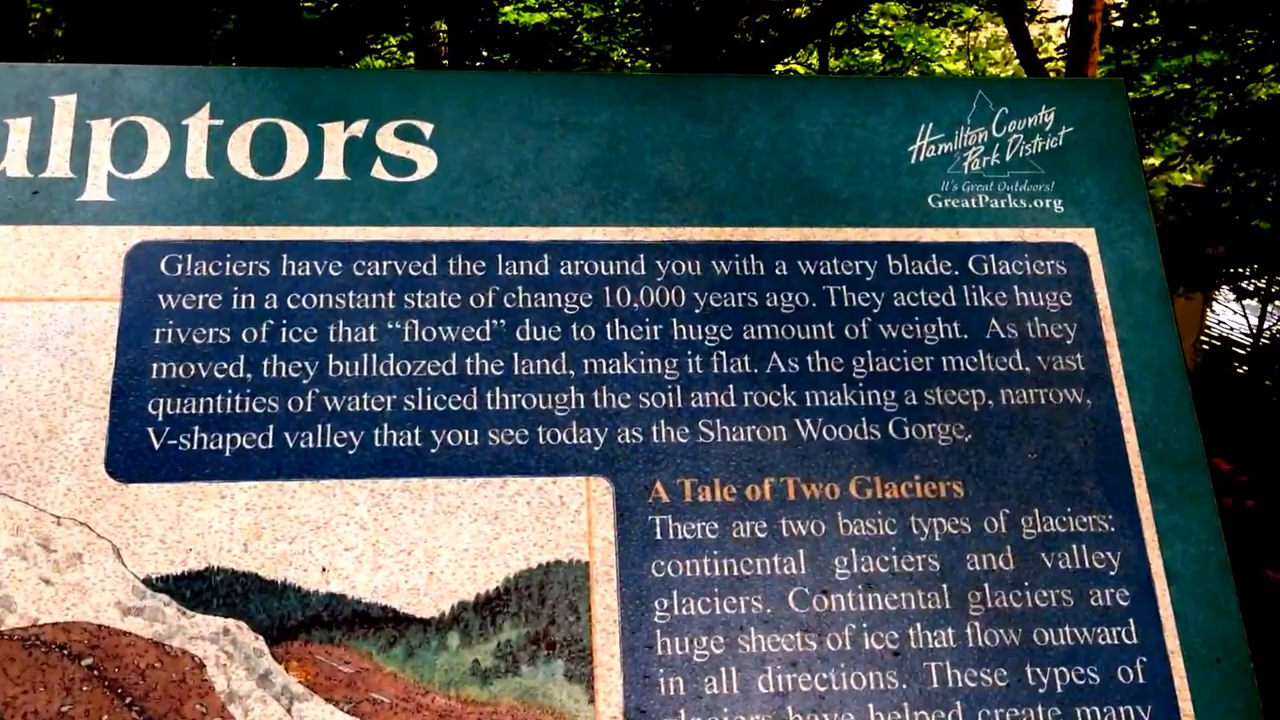 ulptors
Hamilton County
Park District
It's Great Outdoors!
GreatParks.org
Glaciers have carved the land around you with a watery blade. Glaciers
were in a constant state of change 10,000 years ago. They acted like huge
rivers of ice that “flowed” due to their huge amount of weight. As they
moved, they bulldozed the land, making it flat. As the glacier melted, vast
quantities of water sliced through the soil and rock making a steep, narrow,
V-shaped valley that you see today as the Sharon Woods Gorge.
A Tale of Two Glaciers
There are two basic types of glaciers:
continental glaciers and valley
glaciers. Continental glaciers are
huge sheets of ice that flow outward
in all directions. These types of
glaciers have helped create many